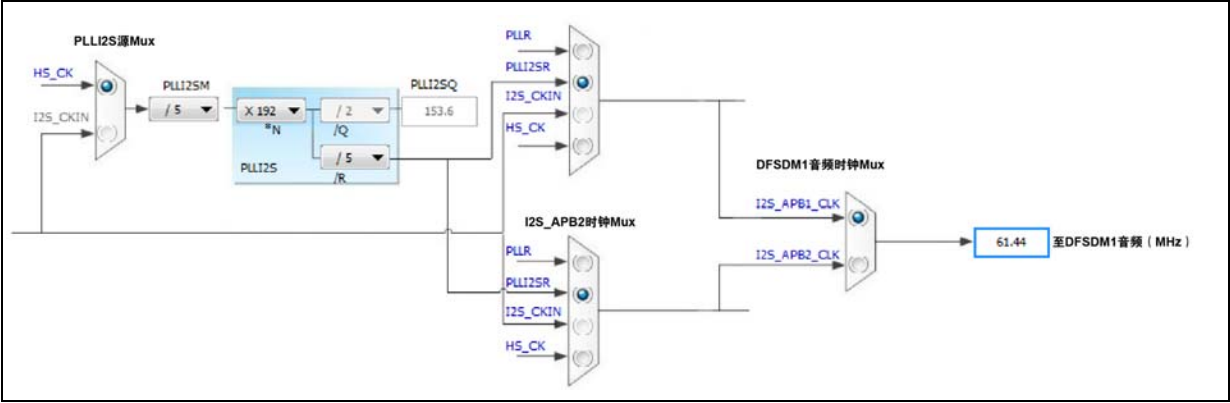 PLLI2S源Mux
HS_CK
I2S_CKIN
PLLI2SM
/ 5
X 192
*N
/ 2
/Q
/ 5
/R
PLLI2S
PLLI2SQ
153.6
PLLR
PLLI2SR
I2S_CKIN
HS_CK
I2S_APB2时钟Mux
PLLR
PLLI2SR
I2S_CKIN
HS_CK
DFSDM1音频时钟Mux
I2S_APB1_CLK
I2S_APB2_CLK
61.44
至DFSDM1音频（MHz）